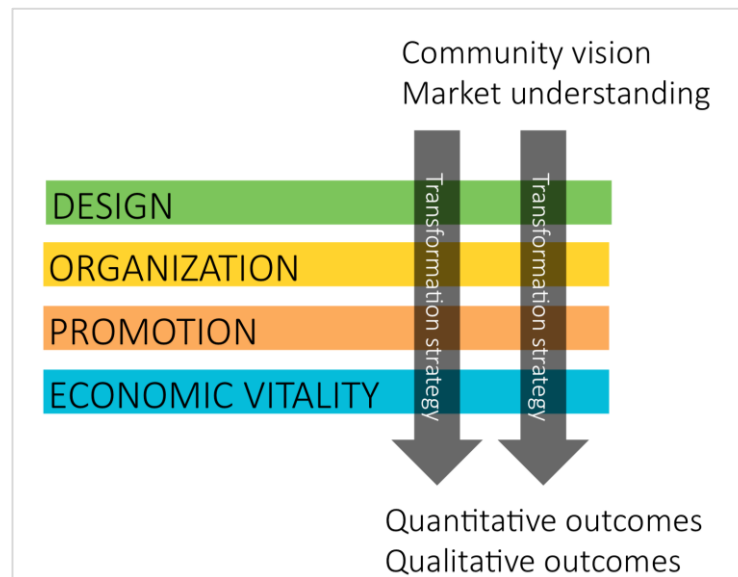 Community vision
Market understanding
Transformation strategy
Transformation strategy
DESIGN
ORGANIZATION
PROMOTION
ECONOMIC VITALITY
Quantitative outcomes
Qualitative outcomes